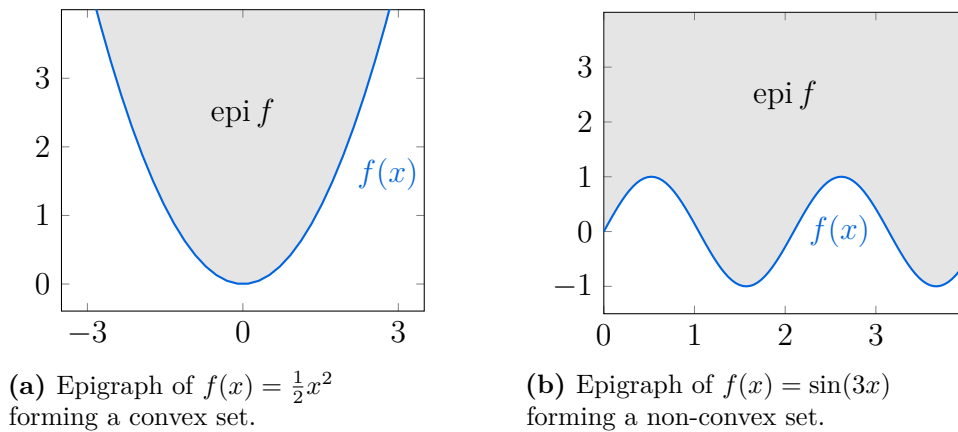 3
2
1
0
epi f
f(x)
−3
0
3
(a) Epigraph of f(x) = ½x²
forming a convex set.
3
2
1
0
−1
epi f
f(x)
0
1
2
3
(b) Epigraph of f(x) = sin(3x)
forming a non-convex set.